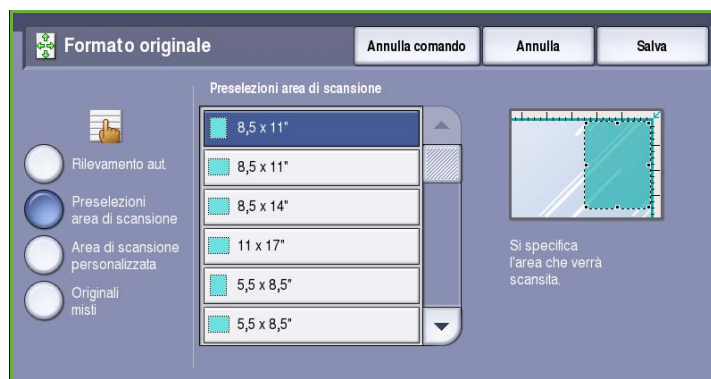 Formato originale
Annulla comando
Annulla
Salva
Preselezioni area di scansione
Rilevamento aut.
Preselezioni
area di scansione
Area di scansione
personalizzata
Originali
misti
8,5 x 11"
8,5 x 11"
8,5 x 14"
11 x 17"
5,5 x 8,5"
5,5 x 8,5"
Si specifica
l'area che verrà
scansita.